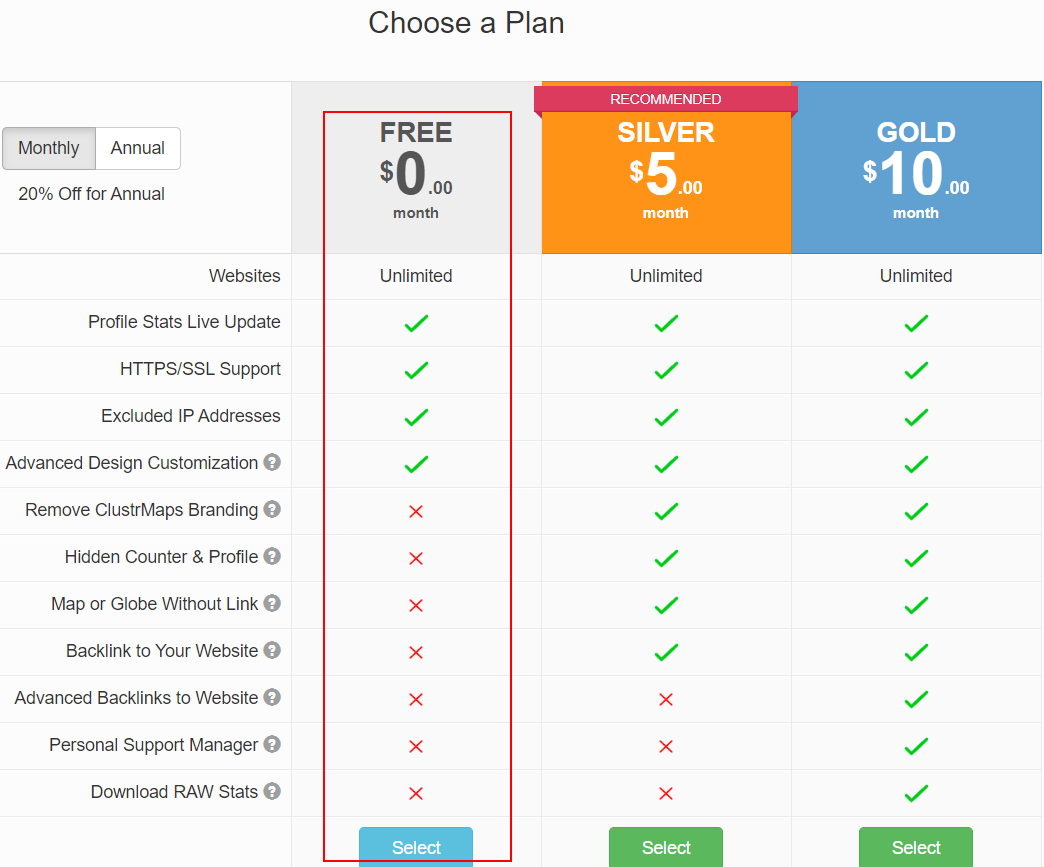 Choose a Plan
RECOMMENDED
Monthly Annual
20% Off for Annual
FREE
$0.00
month
SILVER
$5.00
month
GOLD
$10.00
month
Websites Unlimited Unlimited Unlimited
Profile Stats Live Update
HTTPS/SSL Support
Excluded IP Addresses
Advanced Design Customization ?
Remove ClustrMaps Branding ?
Hidden Counter & Profile ?
Map or Globe Without Link ?
Backlink to Your Website ?
Advanced Backlinks to Website ?
Personal Support Manager ?
Download RAW Stats ?
Select Select Select